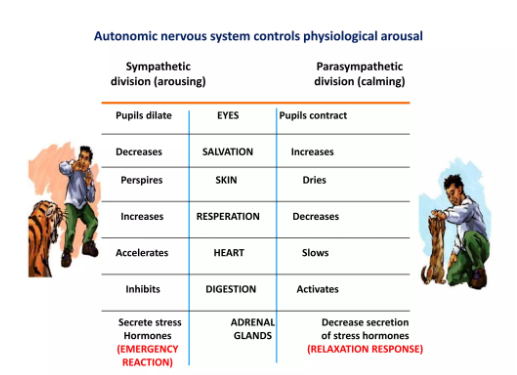 Autonomic nervous system controls physiological arousal
Sympathetic
division (arousing)
Parasympathetic
division (calming)
Pupils dilate EYES Pupils contract
Decreases SALVATION Increases
Perspires SKIN Dries
Increases RESPERATION Decreases
Accelerates HEART Slows
Inhibits DIGESTION Activates
Secrete stress
Hormones
(EMERGENCY
REACTION)
ADRENAL
GLANDS
Decrease secretion
of stress hormones
(RELAXATION RESPONSE)